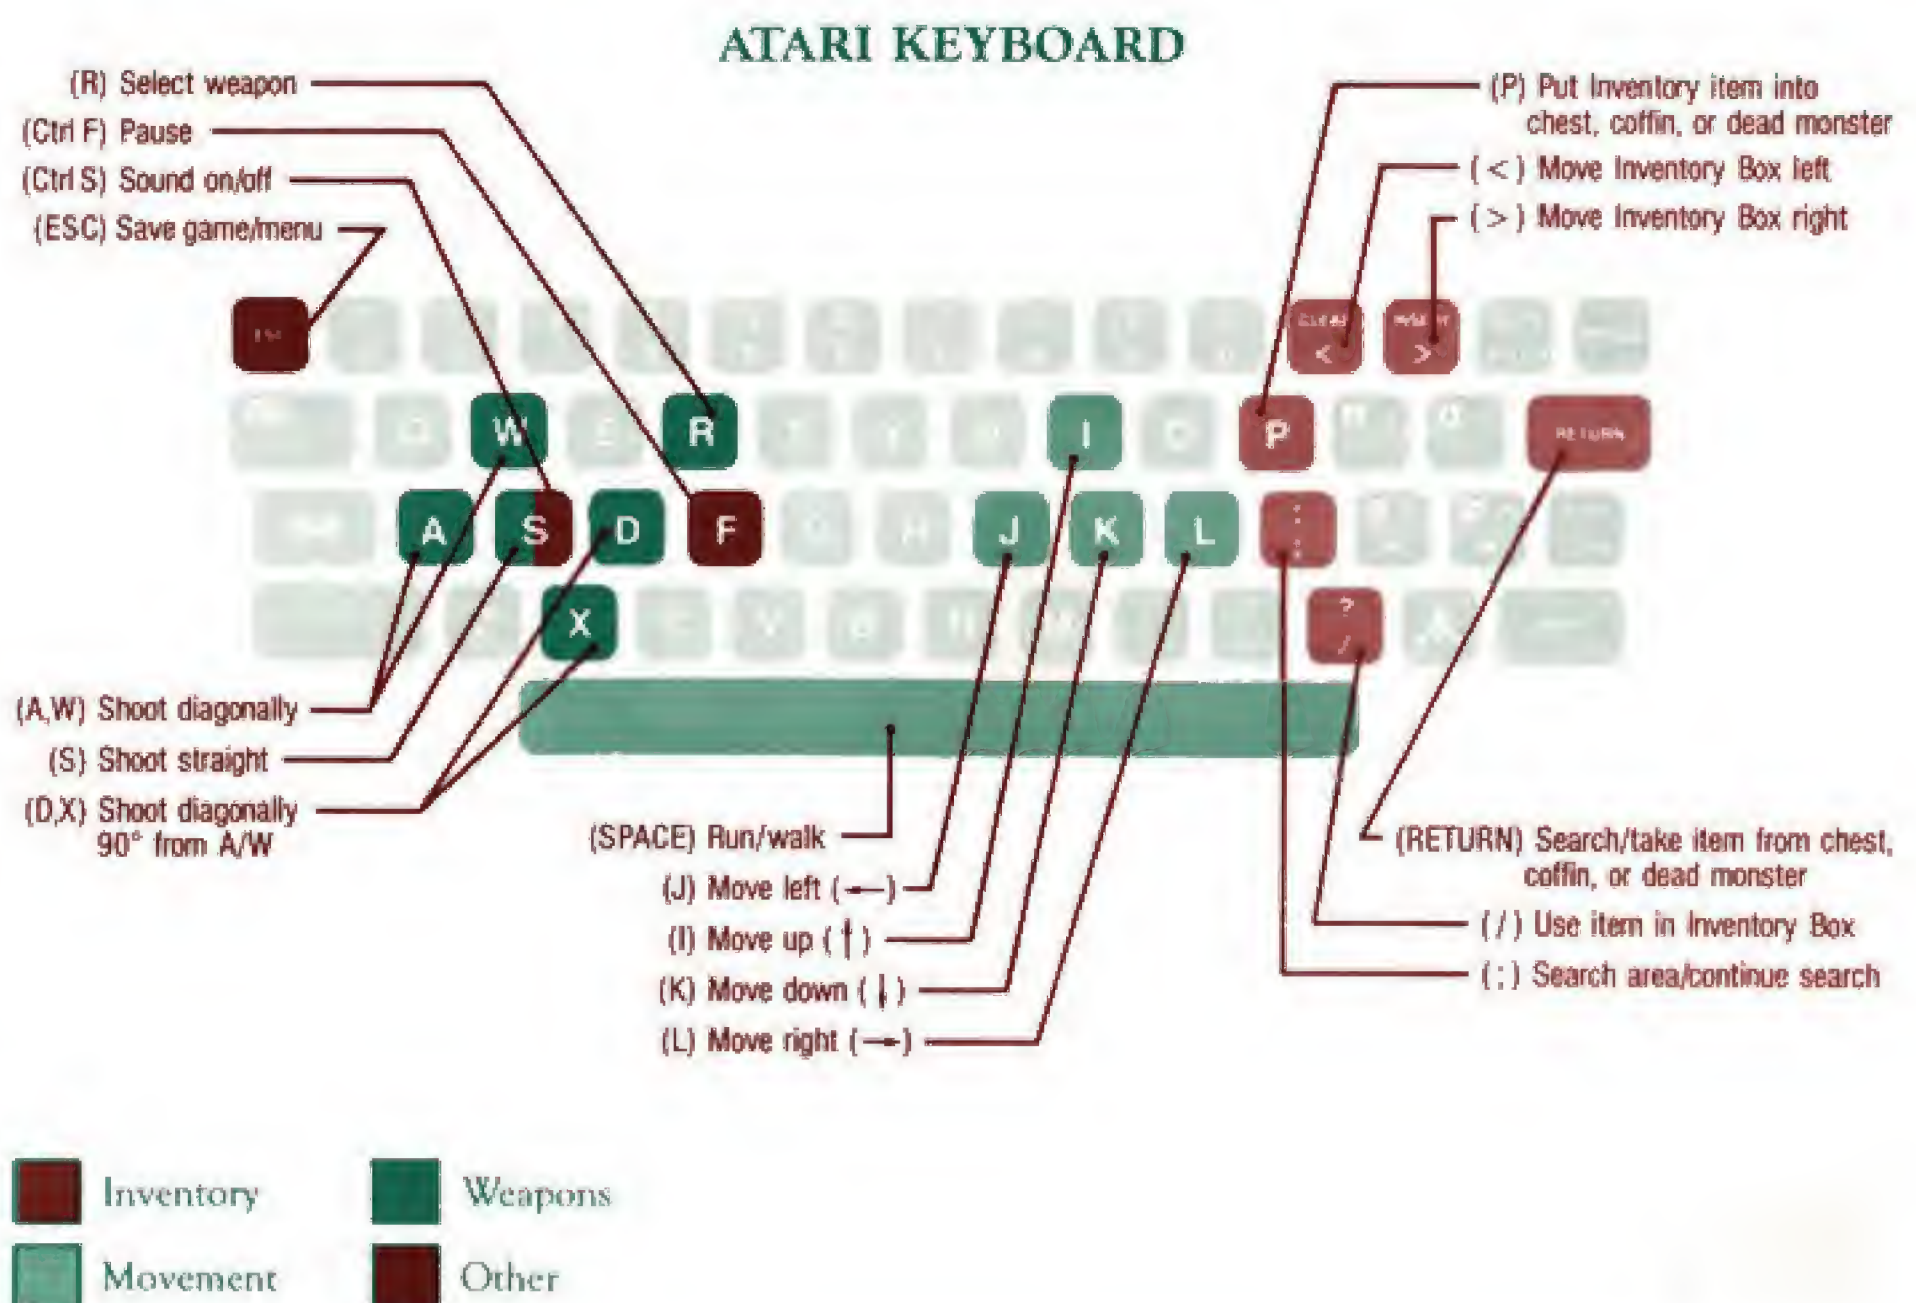 ATARI KEYBOARD
(R) Select weapon
(Ctrl F) Pause
(Ctrl S) Sound on/off
(ESC) Save game/menu
(P) Put Inventory item into
chest, coffin, or dead monster
( < ) Move Inventory Box left
( > ) Move Inventory Box right
<
>
W
R
I
P
RETURN
A
S
D
F
J
K
L
:
;
X
V
?
/
(A,W) Shoot diagonally
(S) Shoot straight
(D,X) Shoot diagonally
90° from A/W
(SPACE) Run/walk
(J) Move left (←)
(I) Move up (↑)
(K) Move down (↓)
(L) Move right (→)
(RETURN) Search/take item from chest,
coffin, or dead monster
( / ) Use item in Inventory Box
( ; ) Search area/continue search
Inventory
Weapons
Movement
Other